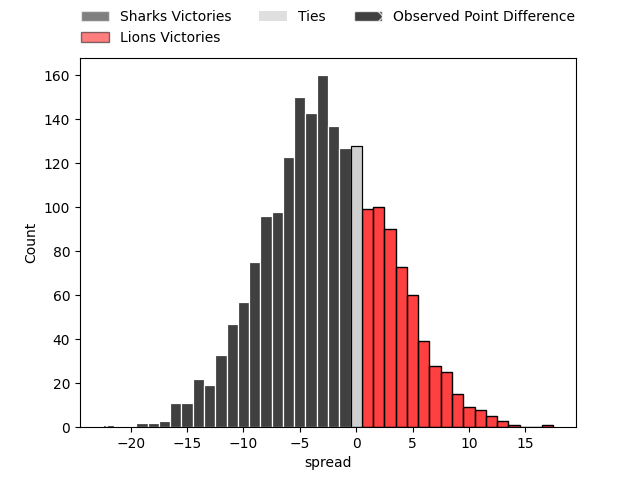 Sharks Victories Ties Observed Point Difference
Lions Victories
160
140
120
100
80
60
40
20
0
Count
−20 −15 −10 −5 0 5 10 15
spread